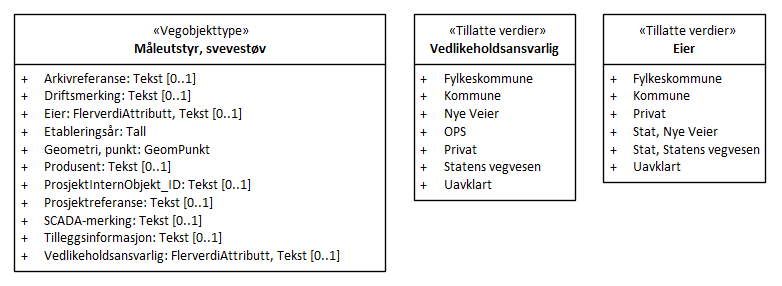 «Vegobjekttype»
Måleutstyr, svevestøv
+ Arkivreferanse: Tekst [0..1]
+ Driftsmerking: Tekst [0..1]
+ Eier: FlerverdiAttributt, Tekst [0..1]
+ Etableringsår: Tall
+ Geometri, punkt: GeomPunkt
+ Produsent: Tekst [0..1]
+ ProsjektInternObjekt_ID: Tekst [0..1]
+ Prosjektreferanse: Tekst [0..1]
+ SCADA-merking: Tekst [0..1]
+ Tilleggsinformasjon: Tekst [0..1]
+ Vedlikeholdsansvarlig: FlerverdiAttributt, Tekst [0..1]
«Tillatte verdier»
Vedlikeholdsansvarlig
+ Fylkeskommune
+ Kommune
+ Nye Veier
+ OPS
+ Privat
+ Statens vegvesen
+ Uavklart
«Tillatte verdier»
Eier
+ Fylkeskommune
+ Kommune
+ Privat
+ Stat, Nye Veier
+ Stat, Statens vegvesen
+ Uavklart